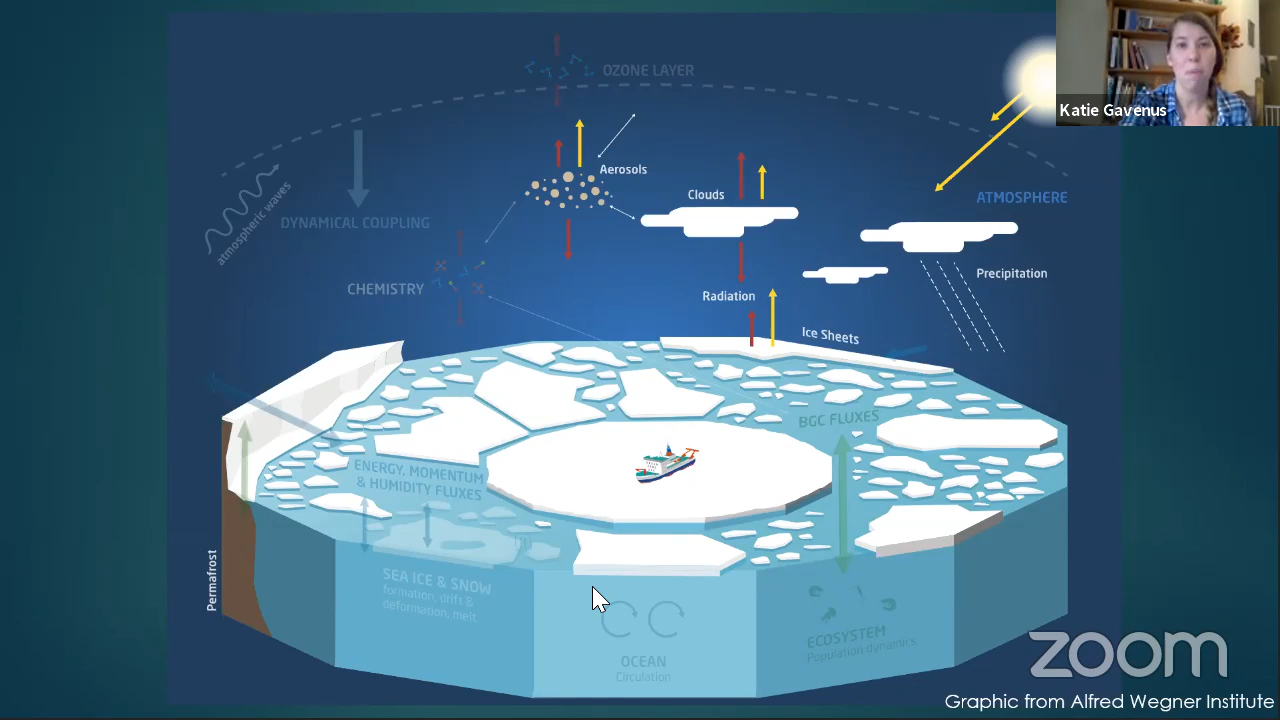 OZONE LAYER
Katie Gavenus
Aerosols
Clouds
ATMOSPHERE
atmospheric waves
DYNAMICAL COUPLING
Precipitation
CHEMISTRY
Radiation
Ice Sheets
BGC FLUXES
ENERGY, MOMENTUM
& HUMIDITY FLUXES
Permafrost
SEA ICE & SNOW
formation, drift &
deformation, melt
ECOSYSTEM
Population dynamics
OCEAN
Circulation
zoom
Graphic from Alfred Wegner Institute